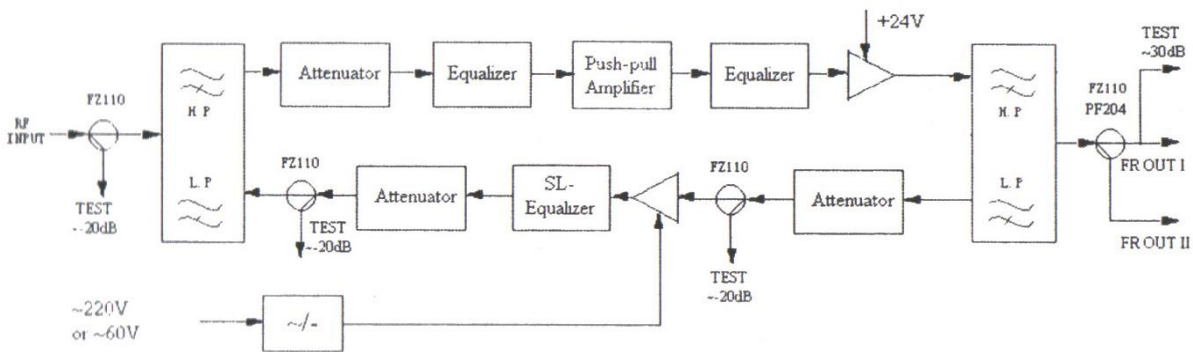 +24V
TEST
~30dB
Attenuator
Equalizer
Push-pull
Amplifier
Equalizer
FZ110
H.P
H.P
FZ110
PF204
RF
INPUT
FR OUT I
TEST
~-20dB
L.P
FZ110
Attenuator
SL-
Equalizer
FZ110
Attenuator
L.P
TEST
~-20dB
FR OUT II
TEST
~-20dB
~220V
or ~60V
~/-